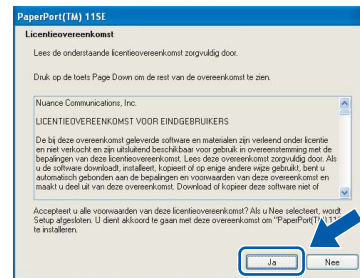 PaperPort(TM) 11SE
Licentieovereenkomst
Lees de onderstaande licentieovereenkomst zorgvuldig door.
Druk op de toets Page Down om de rest van de overeenkomst te zien.
Nuance Communications, Inc.
LICENTIEOVEREENKOMST VOOR EINDGEBRUIKERS
De bij deze overeenkomst geleverde software en materialen zijn verleend onder licentie
en niet verkocht en zijn uitsluitend beschikbaar voor gebruik in overeenstemming met de
bepalingen van deze licentieovereenkomst. Lees deze overeenkomst zorgvuldig door. Als
u de software downloadt, installeert, kopieert of op enige andere wijze gebruikt, bent u
automatisch gebonden aan de bepalingen en voorwaarden van deze overeenkomst en
maakt u deel uit van deze overeenkomst. Download of kopieer deze software niet of
Accepteert u alle voorwaarden van deze licentieovereenkomst? Als u Nee selecteert, wordt
Setup afgesloten. U dient akkoord te gaan met deze overeenkomst om "PaperPort(TM)
te installeren.
Ja
Nee